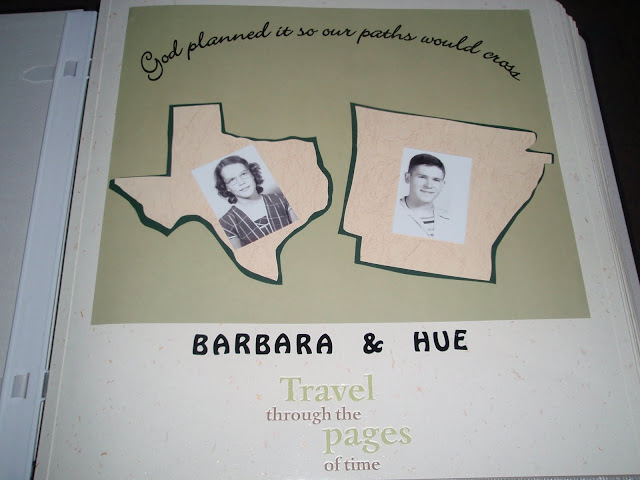 God planned it so our paths would cross
BARBARA & HUE
Travel
through the
pages
of time